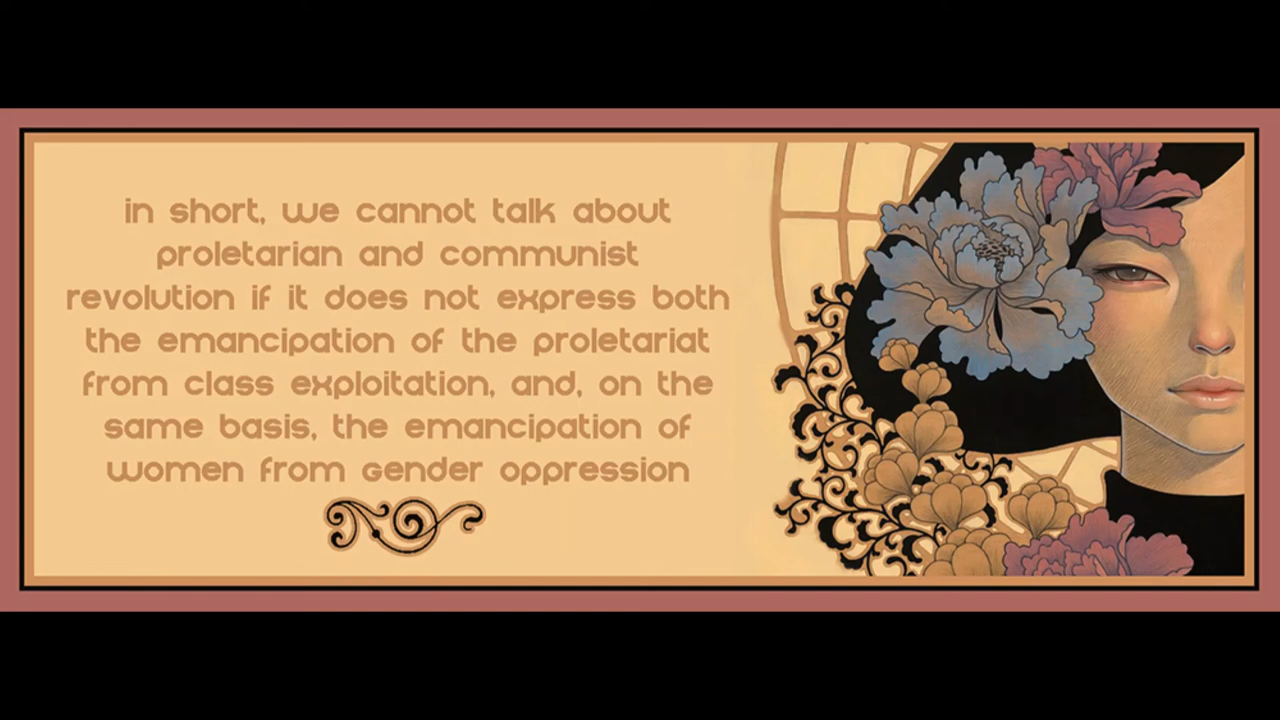 in short, we cannot talk about
proletarian and communist
revolution if it does not express both
the emancipation of the proletariat
from class exploitation, and, on the
same basis, the emancipation of
women from gender oppression